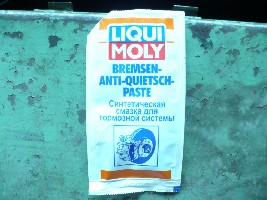 LIQUI
MOLY
BREMSEN-
ANTI-QUIETSCH-
PASTE
Синтетическая
смазка для
тормозной системы